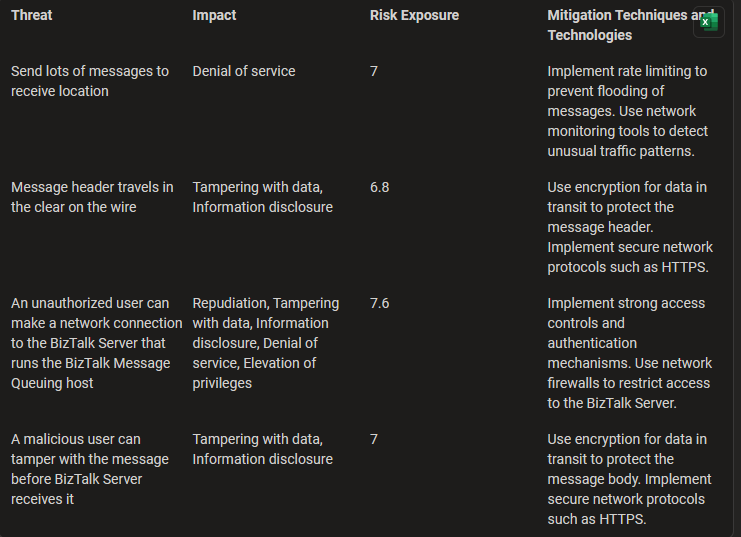 Threat Impact Risk Exposure Mitigation Techniques and
Technologies
Send lots of messages to Denial of service 7 Implement rate limiting to
receive location prevent flooding of
messages. Use network
monitoring tools to detect
unusual traffic patterns.
Message header travels in Tampering with data, 6.8 Use encryption for data in
the clear on the wire Information disclosure transit to protect the
message header.
Implement secure network
protocols such as HTTPS.
An unauthorized user can Repudiation, Tampering 7.6 Implement strong access
make a network connection with data, Information controls and
to the BizTalk Server that disclosure, Denial of authentication
runs the BizTalk Message service, Elevation of mechanisms. Use network
Queuing host privileges firewalls to restrict access
to the BizTalk Server.
A malicious user can Tampering with data, 7 Use encryption for data in
tamper with the message Information disclosure transit to protect the
before BizTalk Server message body. Implement
receives it secure network protocols
such as HTTPS.